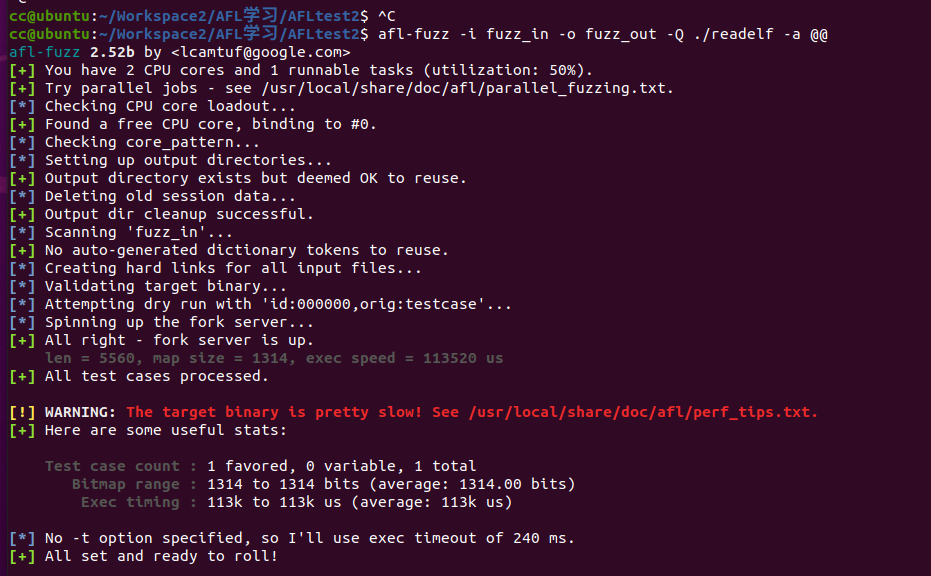 cc@ubuntu:~/Workspace2/AFL学习/AFLtest2$ ^C
cc@ubuntu:~/Workspace2/AFL学习/AFLtest2$ afl-fuzz -i fuzz_in -o fuzz_out -Q ./readelf -a @@
afl-fuzz 2.52b by <lcamtuf@google.com>
[+] You have 2 CPU cores and 1 runnable tasks (utilization: 50%).
[+] Try parallel jobs - see /usr/local/share/doc/afl/parallel_fuzzing.txt.
[*] Checking CPU core loadout...
[+] Found a free CPU core, binding to #0.
[*] Checking core_pattern...
[*] Setting up output directories...
[+] Output directory exists but deemed OK to reuse.
[*] Deleting old session data...
[+] Output dir cleanup successful.
[*] Scanning 'fuzz_in'...
[+] No auto-generated dictionary tokens to reuse.
[*] Creating hard links for all input files...
[*] Validating target binary...
[*] Attempting dry run with 'id:000000,orig:testcase'...
[*] Spinning up the fork server...
[+] All right - fork server is up.
    len = 5560, map size = 1314, exec speed = 113520 us
[+] All test cases processed.

[!] WARNING: The target binary is pretty slow! See /usr/local/share/doc/afl/perf_tips.txt.
[+] Here are some useful stats:

    Test case count : 1 favored, 0 variable, 1 total
       Bitmap range : 1314 to 1314 bits (average: 1314.00 bits)
        Exec timing : 113k to 113k us (average: 113k us)

[*] No -t option specified, so I'll use exec timeout of 240 ms.
[+] All set and ready to roll!